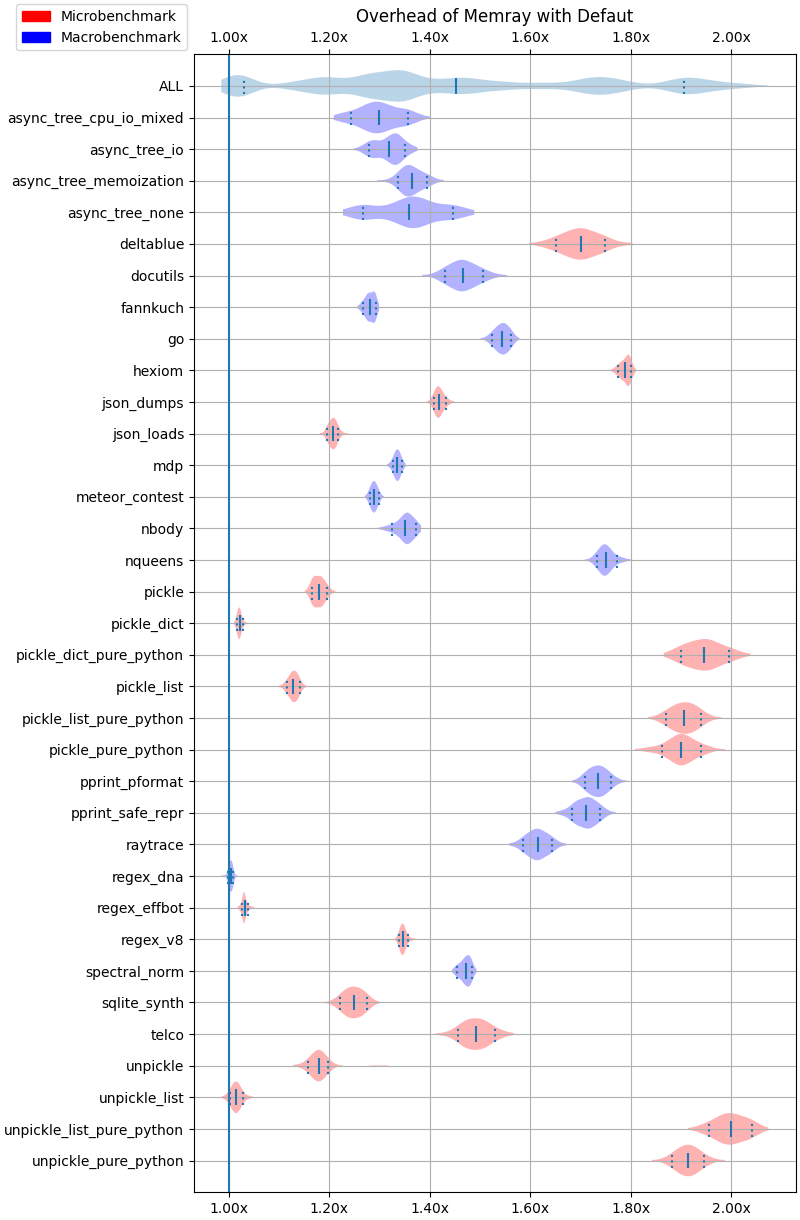 Microbenchmark
Macrobenchmark
Overhead of Memray with Defaut
1.00x 1.20x 1.40x 1.60x 1.80x 2.00x
ALL
async_tree_cpu_io_mixed
async_tree_io
async_tree_memoization
async_tree_none
deltablue
docutils
fannkuch
go
hexiom
json_dumps
json_loads
mdp
meteor_contest
nbody
nqueens
pickle
pickle_dict
pickle_dict_pure_python
pickle_list
pickle_list_pure_python
pickle_pure_python
pprint_pformat
pprint_safe_repr
raytrace
regex_dna
regex_effbot
regex_v8
spectral_norm
sqlite_synth
telco
unpickle
unpickle_list
unpickle_list_pure_python
unpickle_pure_python
1.00x 1.20x 1.40x 1.60x 1.80x 2.00x